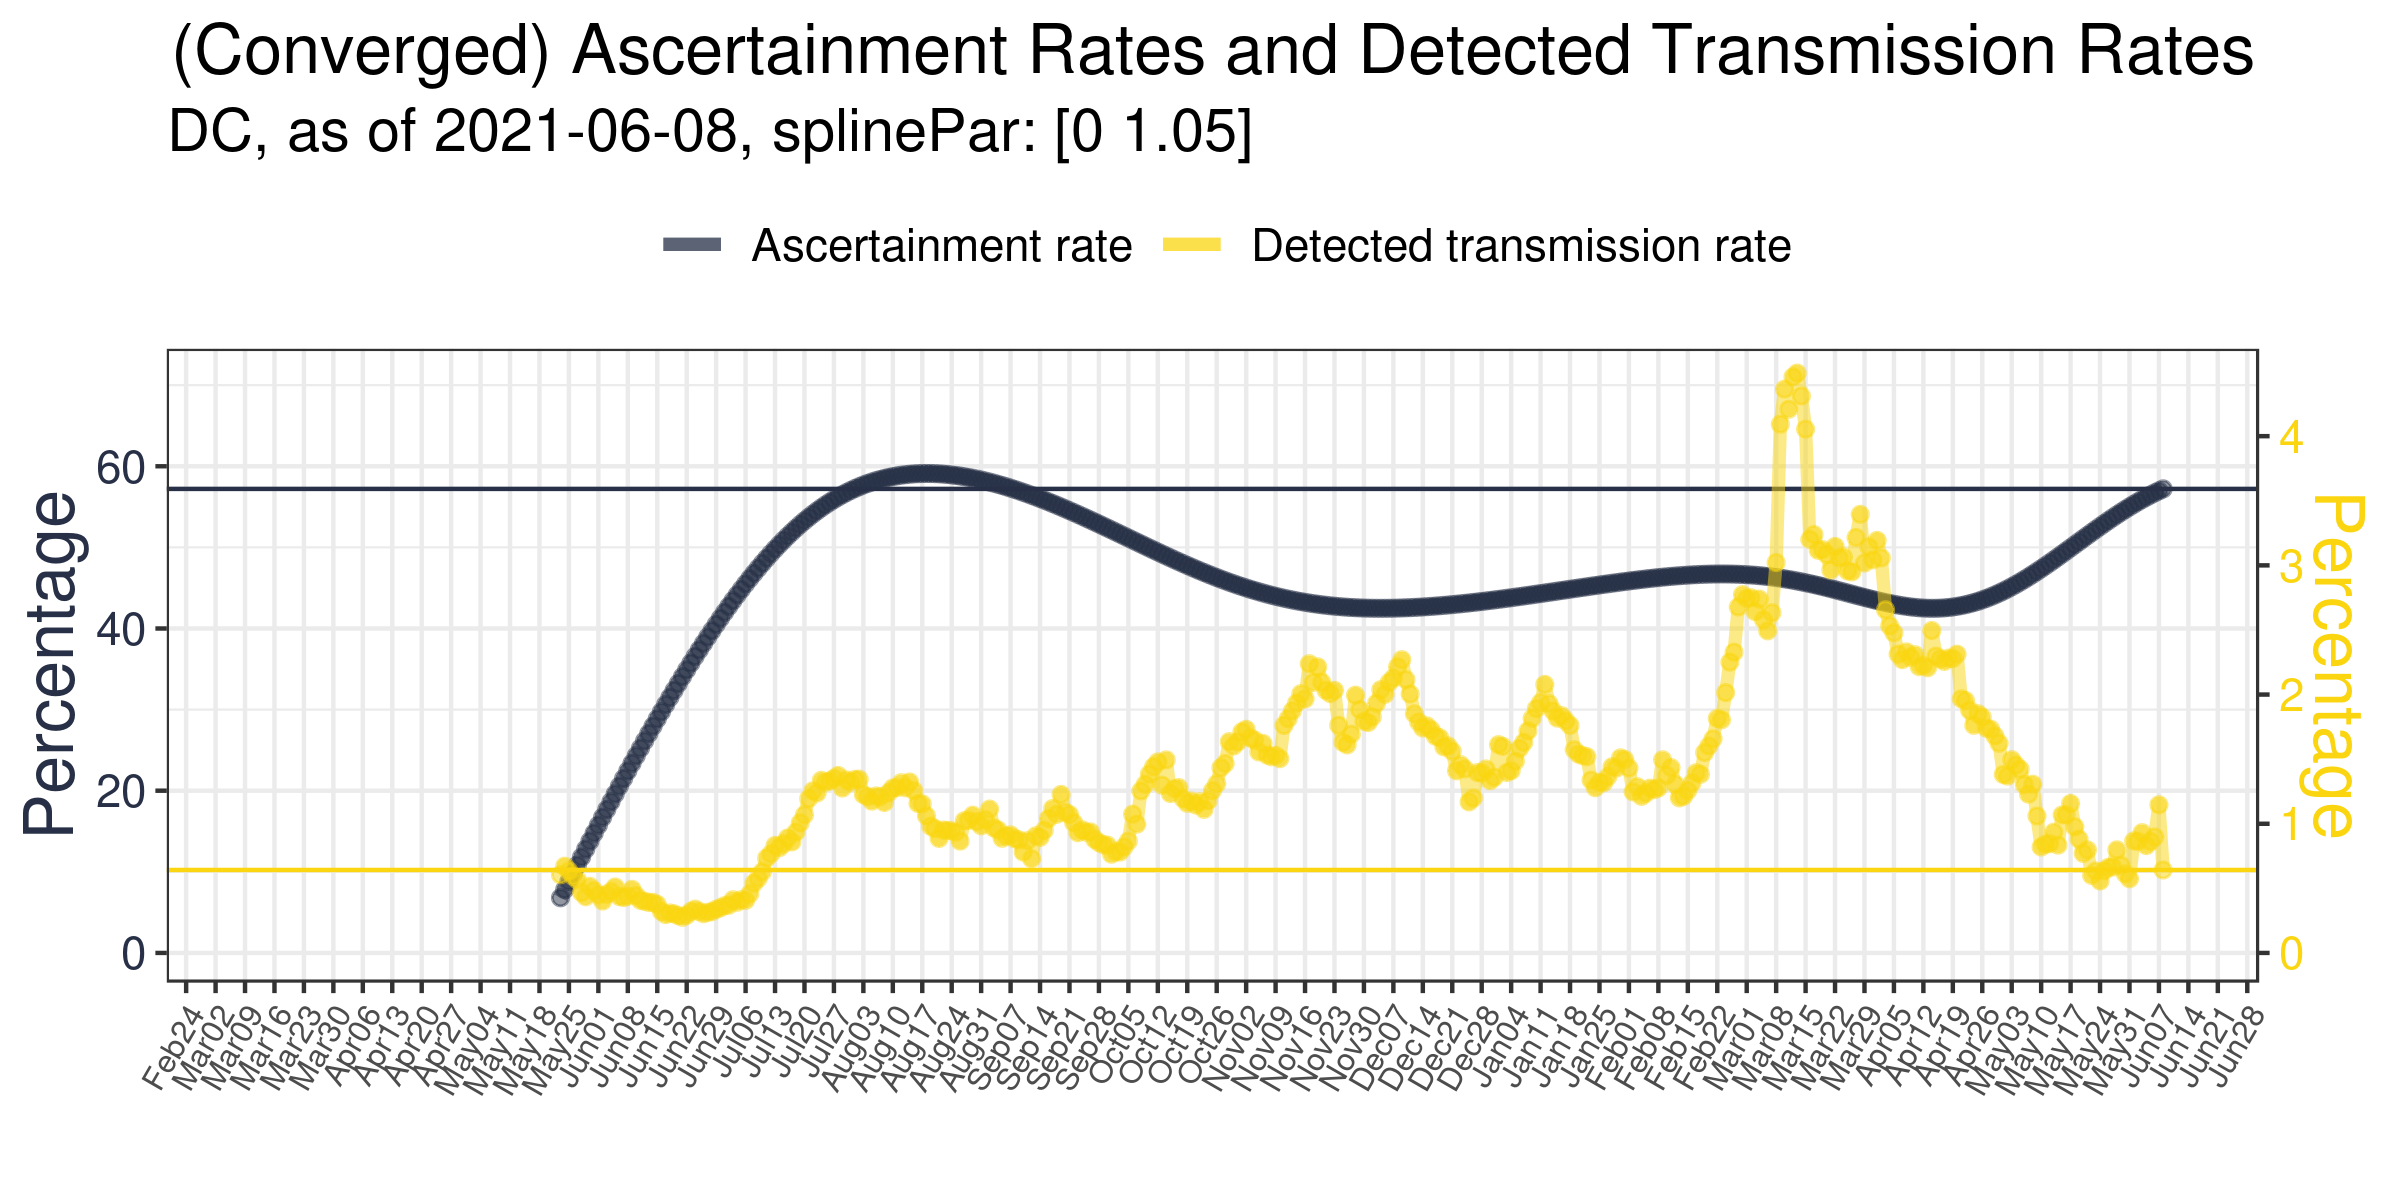 (Converged) Ascertainment Rates and Detected Transmission Rates
DC, as of 2021-06-08, splinePar: [0 1.05]
Ascertainment rate Detected transmission rate
Percentage
60
40
20
0
4
3
2
1
0
Percentage
Feb24 Mar02 Mar09 Mar16 Mar23 Mar30 Apr06 Apr13 Apr20 Apr27 May04 May11 May18 May25 Jun01 Jun08 Jun15 Jun22 Jun29 Jul06 Jul13 Jul20 Jul27 Aug03 Aug10 Aug17 Aug24 Aug31 Sep07 Sep14 Sep21 Sep28 Oct05 Oct12 Oct19 Oct26 Nov02 Nov09 Nov16 Nov23 Nov30 Dec07 Dec14 Dec21 Dec28 Jan04 Jan11 Jan18 Jan25 Feb01 Feb08 Feb15 Feb22 Mar01 Mar08 Mar15 Mar22 Mar29 Apr05 Apr12 Apr19 Apr26 May03 May10 May17 May24 May31 Jun07 Jun14 Jun21 Jun28